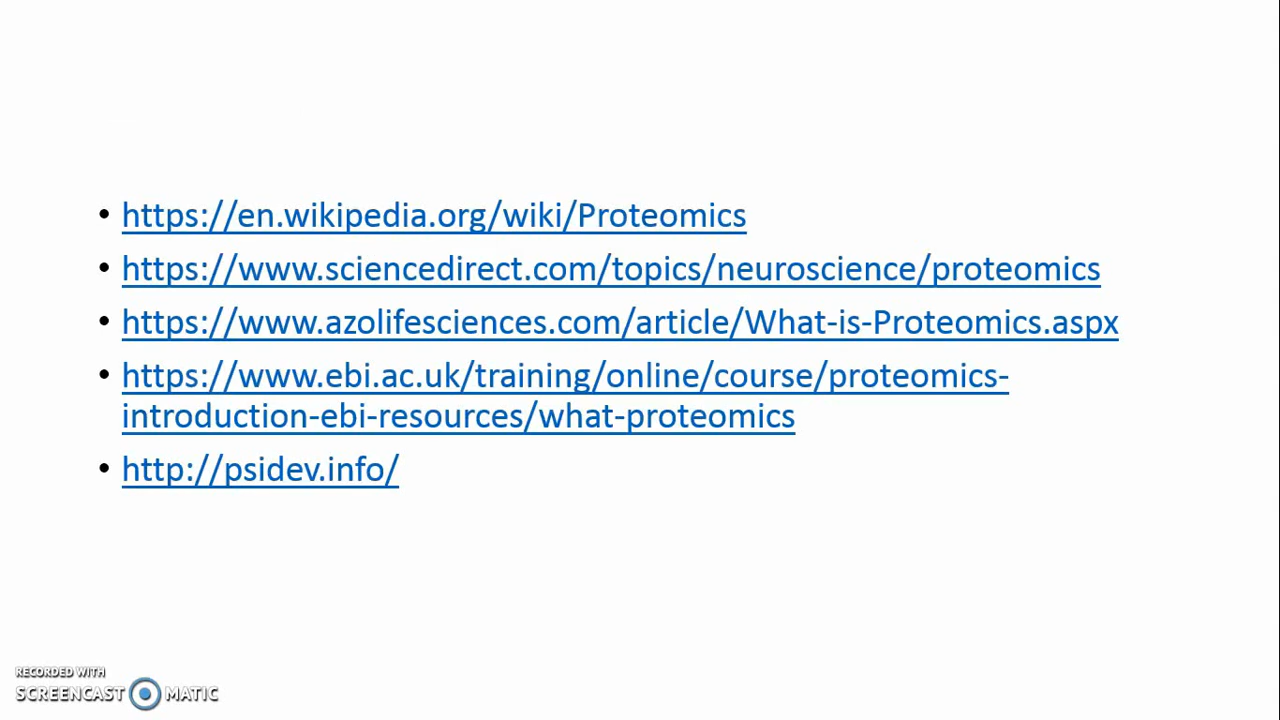 • https://en.wikipedia.org/wiki/Proteomics
• https://www.sciencedirect.com/topics/neuroscience/proteomics
• https://www.azolifesciences.com/article/What-is-Proteomics.aspx
• https://www.ebi.ac.uk/training/online/course/proteomics-
introduction-ebi-resources/what-proteomics
• http://psidev.info/
RECORDED WITH
SCREENCAST MATIC